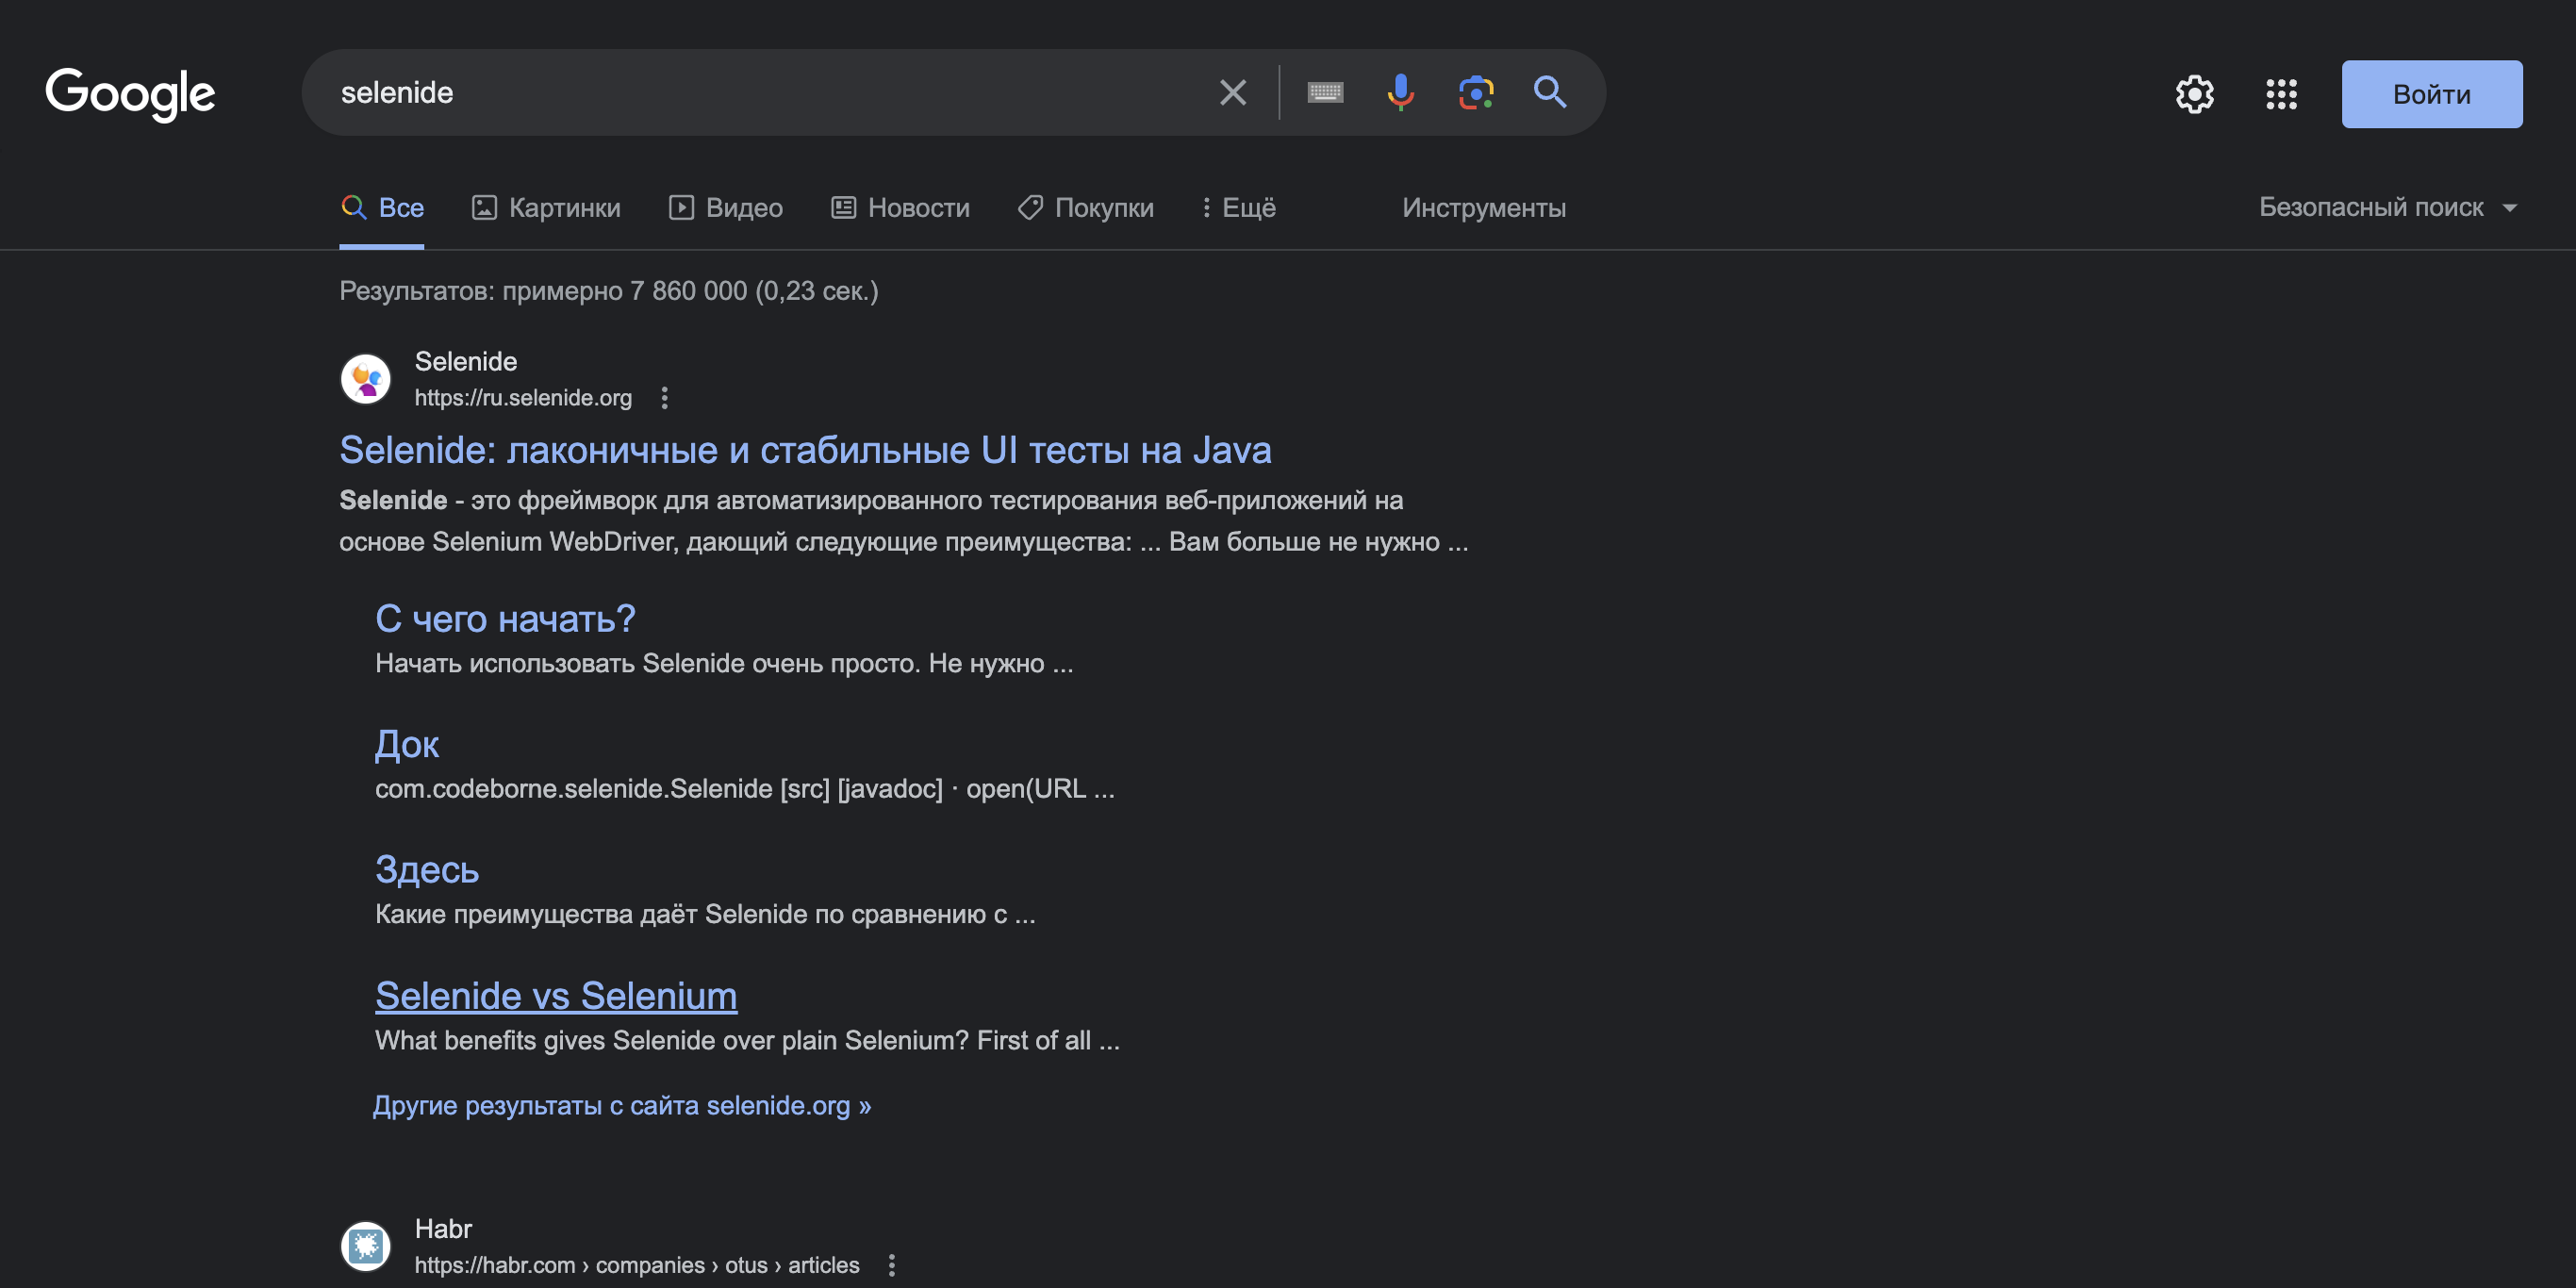 Google
selenide
Войти
Все
Картинки
Видео
Новости
Покупки
Ещё
Инструменты
Безопасный поиск
Результатов: примерно 7 860 000 (0,23 сек.)
Selenide
https://ru.selenide.org
Selenide: лаконичные и стабильные UI тесты на Java
Selenide - это фреймворк для автоматизированного тестирования веб-приложений на
основе Selenium WebDriver, дающий следующие преимущества: ... Вам больше не нужно ...
С чего начать?
Начать использовать Selenide очень просто. Не нужно ...
Док
com.codeborne.selenide.Selenide [src] [javadoc] · open(URL ...
Здесь
Какие преимущества даёт Selenide по сравнению с ...
Selenide vs Selenium
What benefits gives Selenide over plain Selenium? First of all ...
Другие результаты с сайта selenide.org »
Habr
https://habr.com › companies › otus › articles